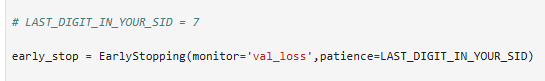 # LAST_DIGIT_IN_YOUR_SID = 7
early_stop = EarlyStopping(monitor='val_loss',patience=LAST_DIGIT_IN_YOUR_SID)